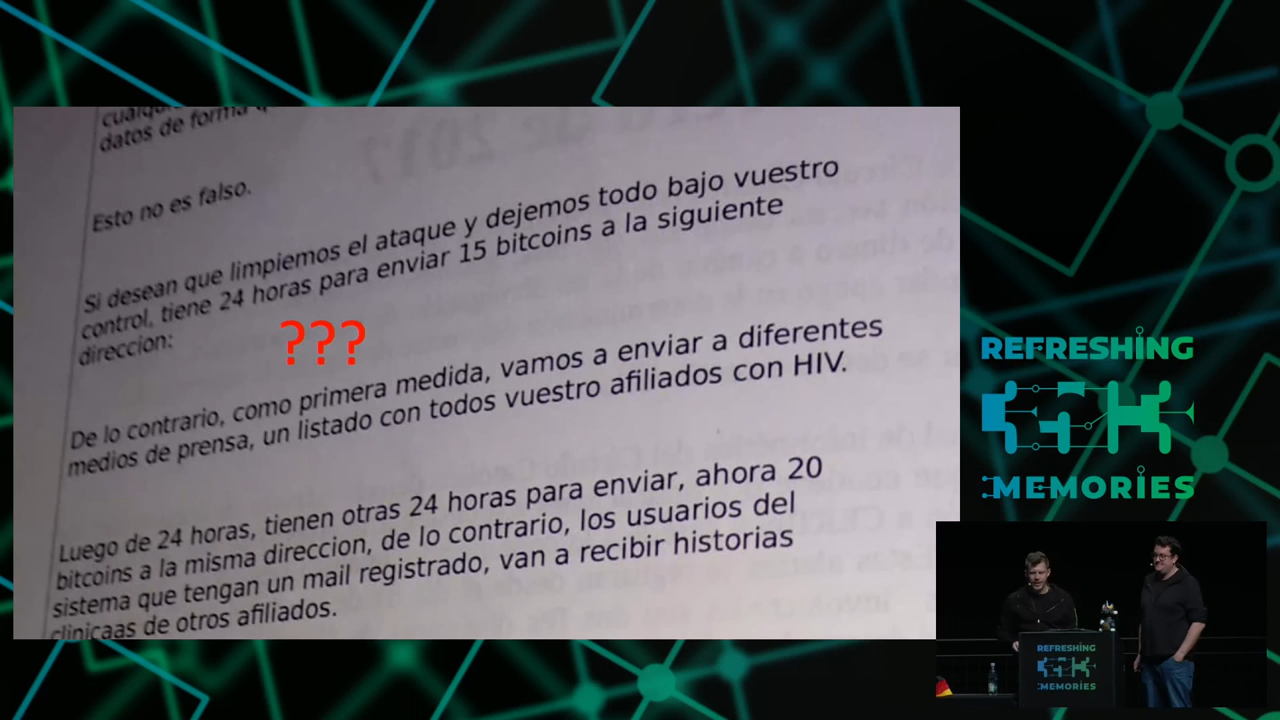 datos de forma
Esto no es falso.
Si desean que limpiemos el ataque y dejemos todo bajo vuestro
control, tiene 24 horas para enviar 15 bitcoins a la siguiente
direccion:
???
De lo contrario, como primera medida, vamos a enviar a diferentes
medios de prensa, un listado con todos vuestro afiliados con HIV.
Luego de 24 horas, tienen otras 24 horas para enviar, ahora 20
bitcoins a la misma direccion, de lo contrario, los usuarios del
sistema que tengan un mail registrado, van a recibir historias
clinicaas de otros afiliados.
REFRESHING
35C3
:MEMORIES
REFRESHING
35C3
:MEMORIES